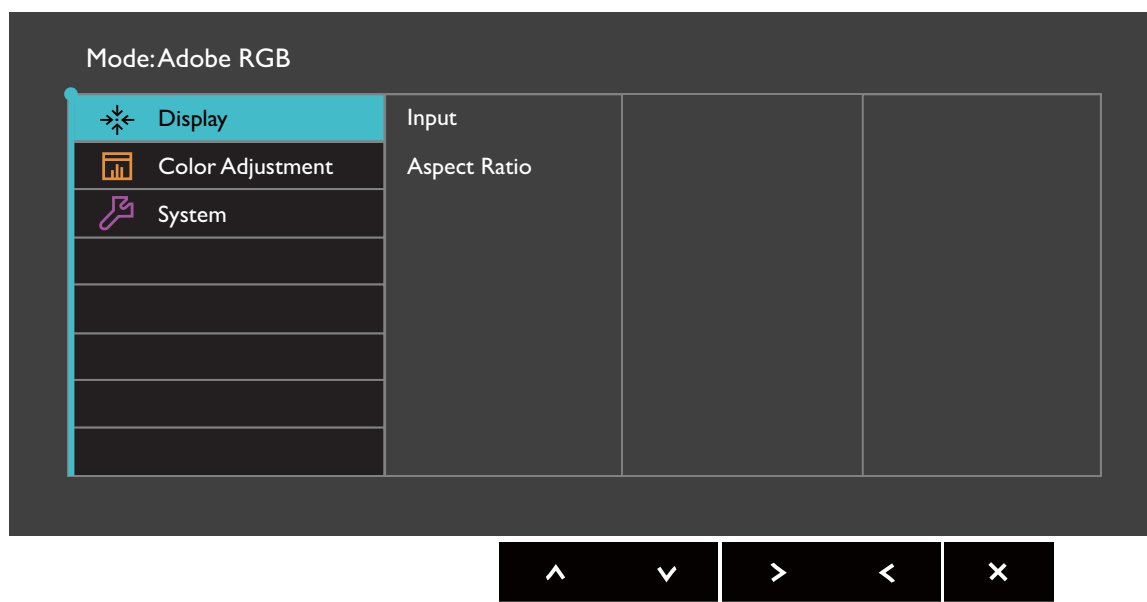 Mode: Adobe RGB
Display
Input
Color Adjustment
Aspect Ratio
System